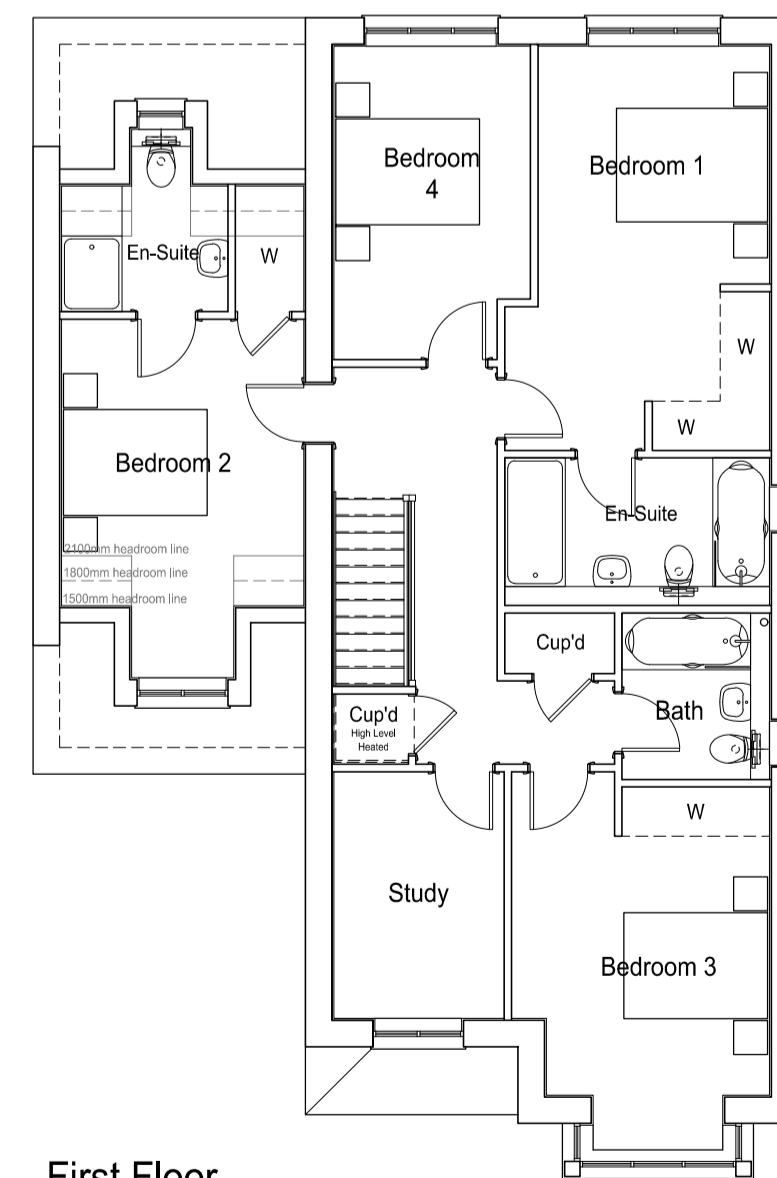 Bedroom
4
Bedroom 1
En-Suite
W
W
W
Bedroom 2
En-Suite
2100mm headroom line
1800mm headroom line
1500mm headroom line
Cup'd
Bath
Cup'd
High Level
Heated
W
Study
Bedroom 3
First Floor